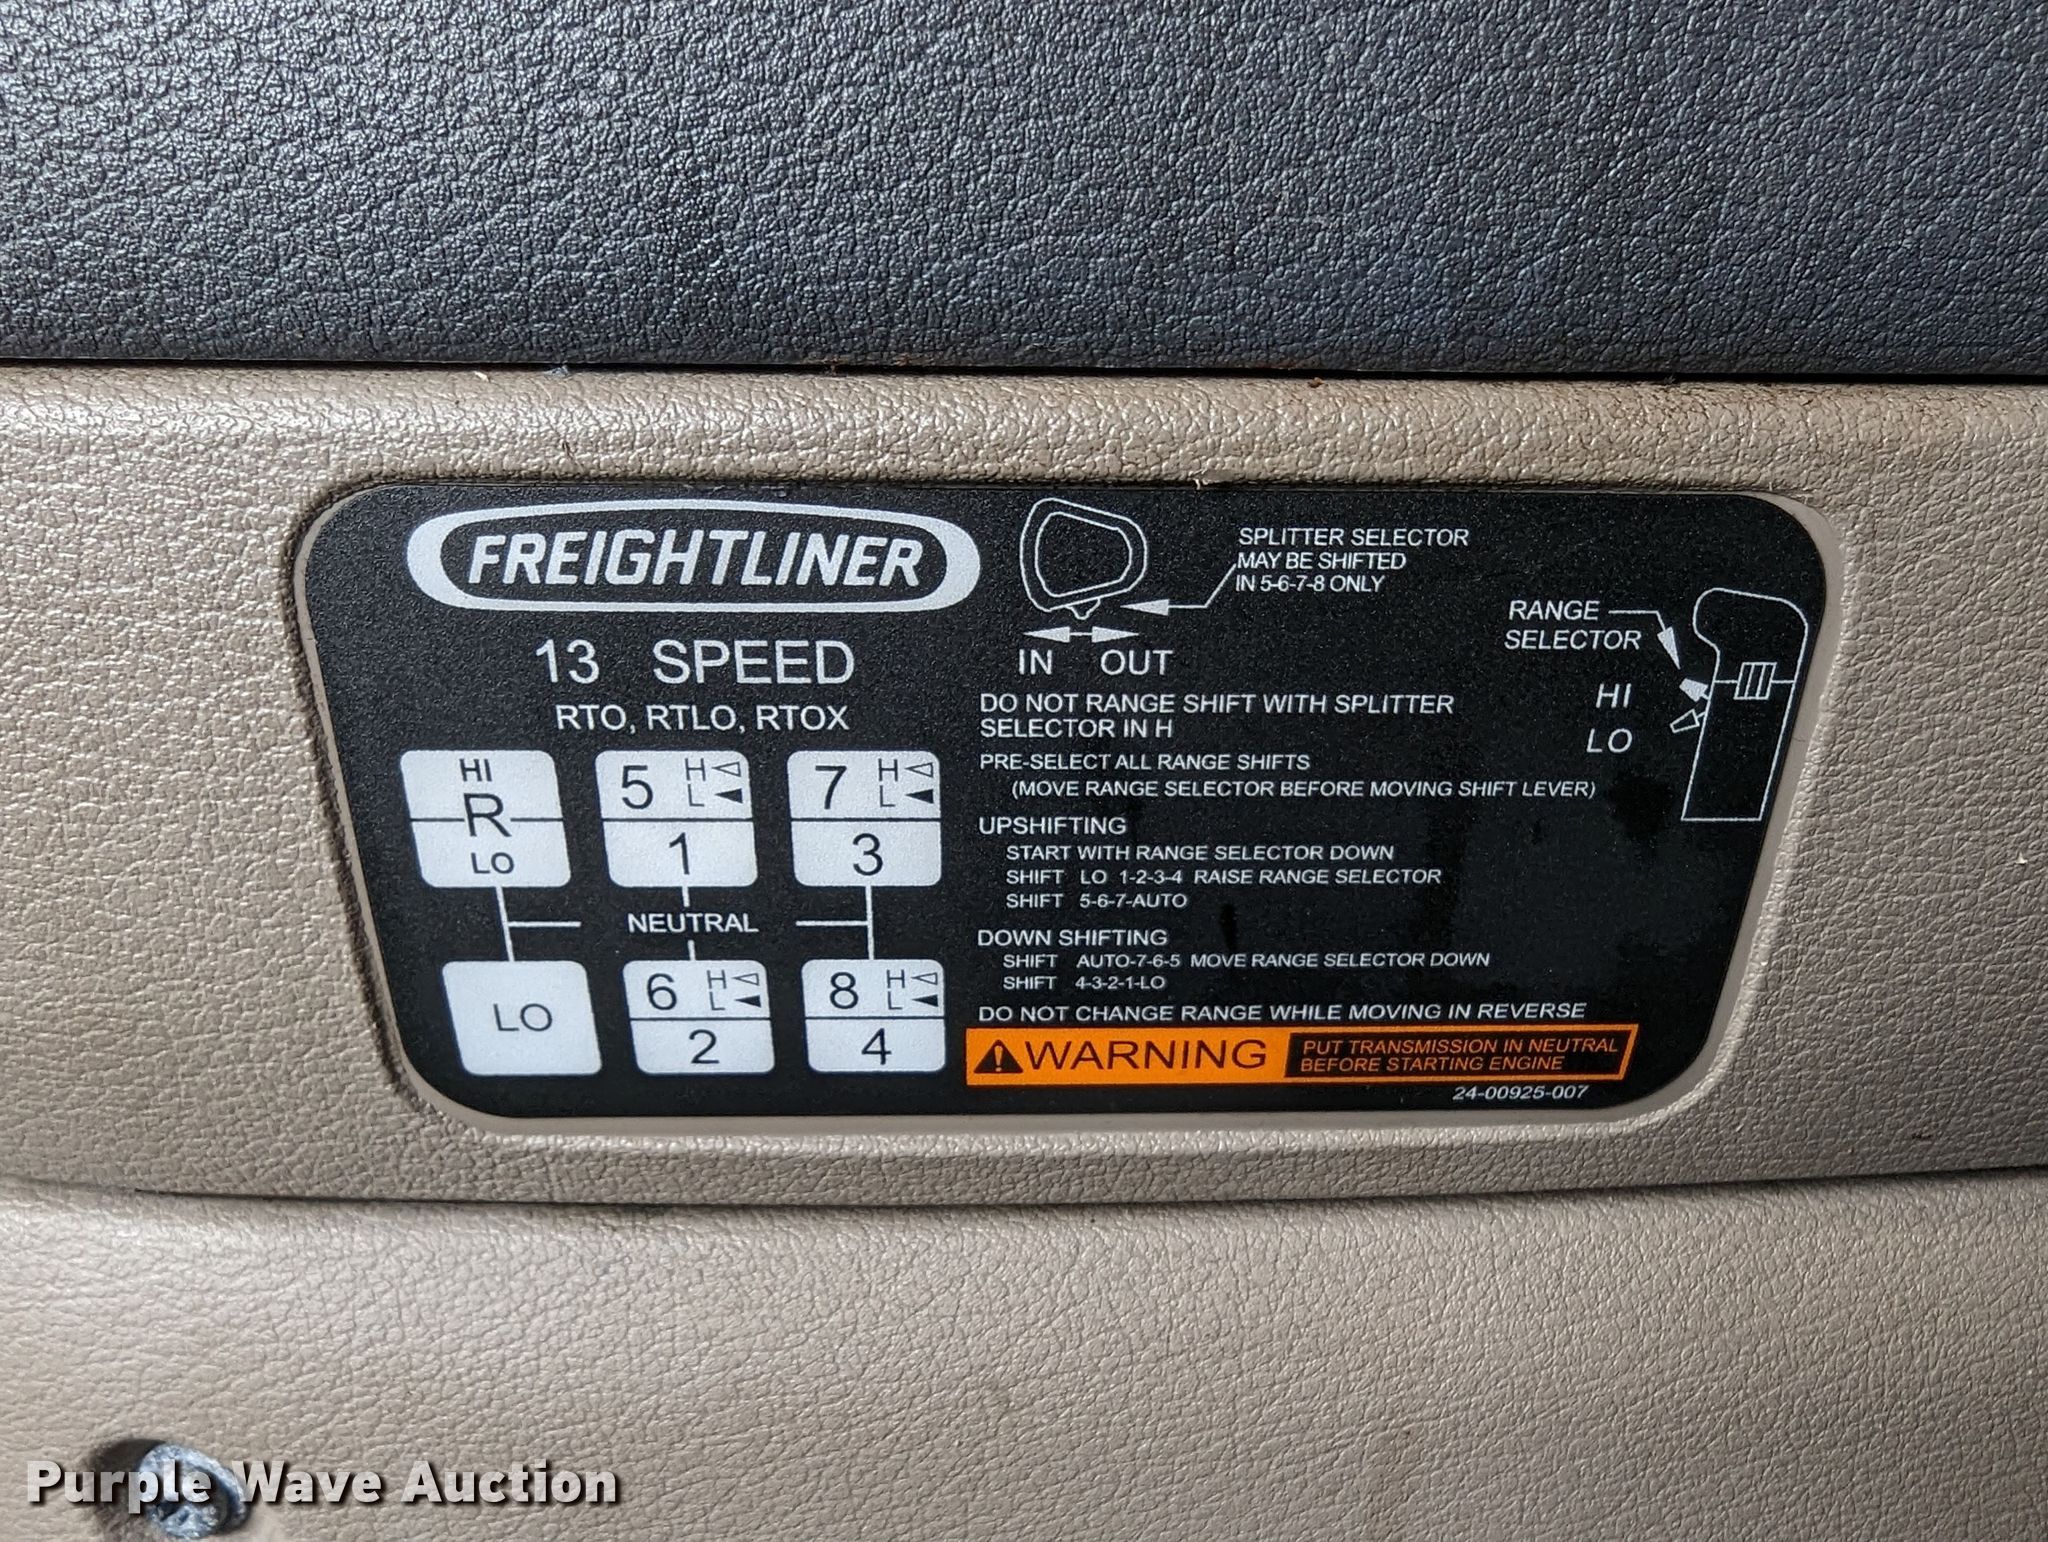 FREIGHTLINER
13 SPEED
RTO, RTLO, RTOX
HI
R
LO
5 H L
1
7 H L
3
NEUTRAL
LO
6 H L
2
8 H L
4
SPLITTER SELECTOR
MAY BE SHIFTED
IN 5-6-7-8 ONLY
IN OUT
RANGE
SELECTOR
HI
LO
DO NOT RANGE SHIFT WITH SPLITTER
SELECTOR IN H
PRE-SELECT ALL RANGE SHIFTS
(MOVE RANGE SELECTOR BEFORE MOVING SHIFT LEVER)
UPSHIFTING
START WITH RANGE SELECTOR DOWN
SHIFT LO 1-2-3-4 RAISE RANGE SELECTOR
SHIFT 5-6-7-AUTO
DOWN SHIFTING
SHIFT AUTO-7-6-5 MOVE RANGE SELECTOR DOWN
SHIFT 4-3-2-1-LO
DO NOT CHANGE RANGE WHILE MOVING IN REVERSE
WARNING
PUT TRANSMISSION IN NEUTRAL
BEFORE STARTING ENGINE
24-00925-007
Purple Wave Auction